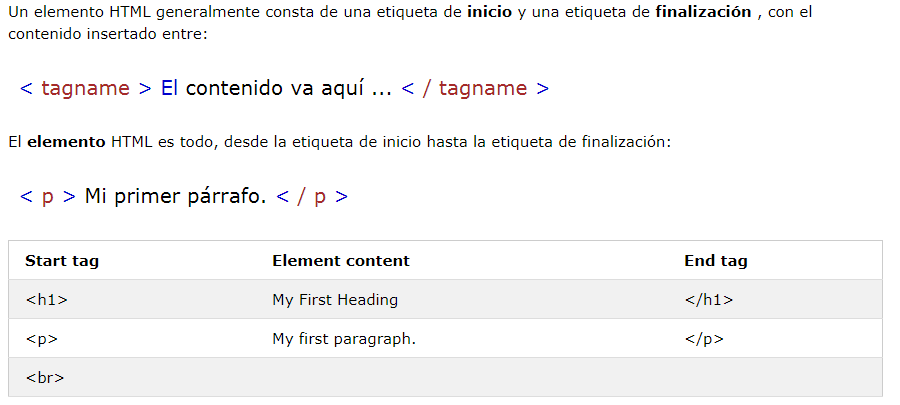 Un elemento HTML generalmente consta de una etiqueta de inicio y una etiqueta de finalización , con el
contenido insertado entre:
< tagname > El contenido va aquí ... < / tagname >
El elemento HTML es todo, desde la etiqueta de inicio hasta la etiqueta de finalización:
< p > Mi primer párrafo. < / p >
Start tag Element content End tag
<h1> My First Heading </h1>
<p> My first paragraph. </p>
<br>